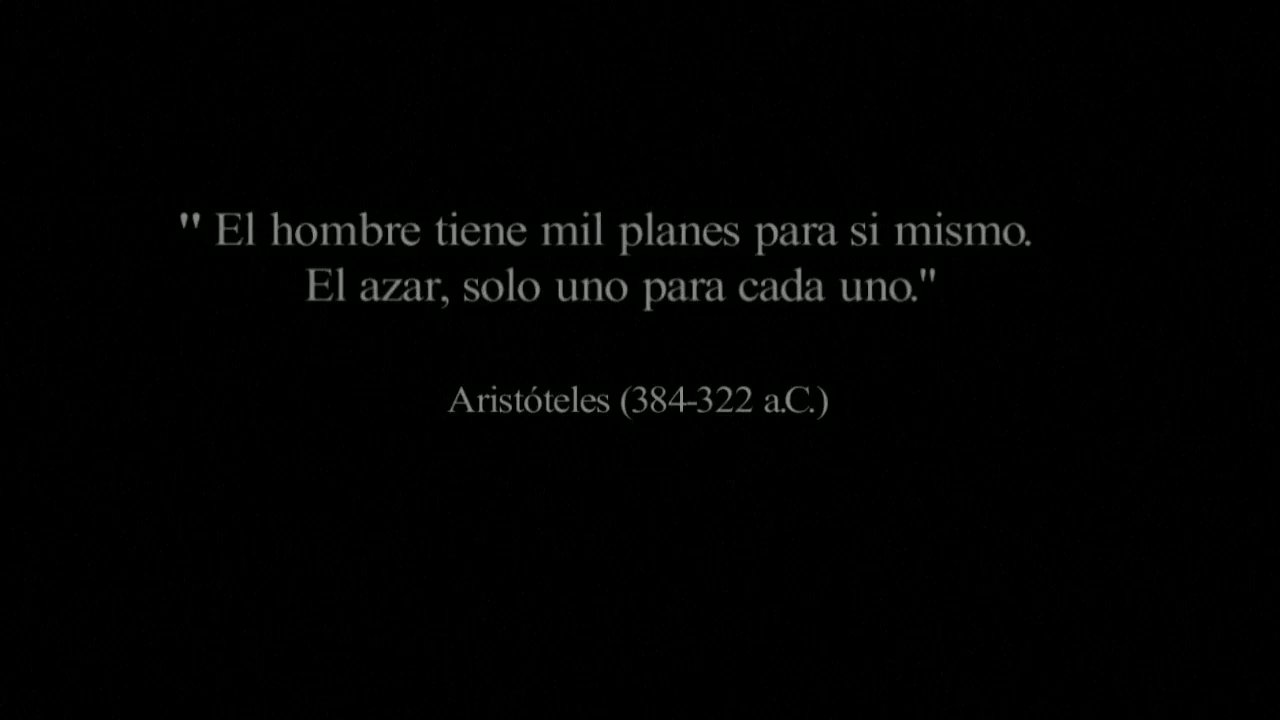 " El hombre tiene mil planes para si mismo.
El azar, solo uno para cada uno."
Aristóteles (384-322 a.C.)